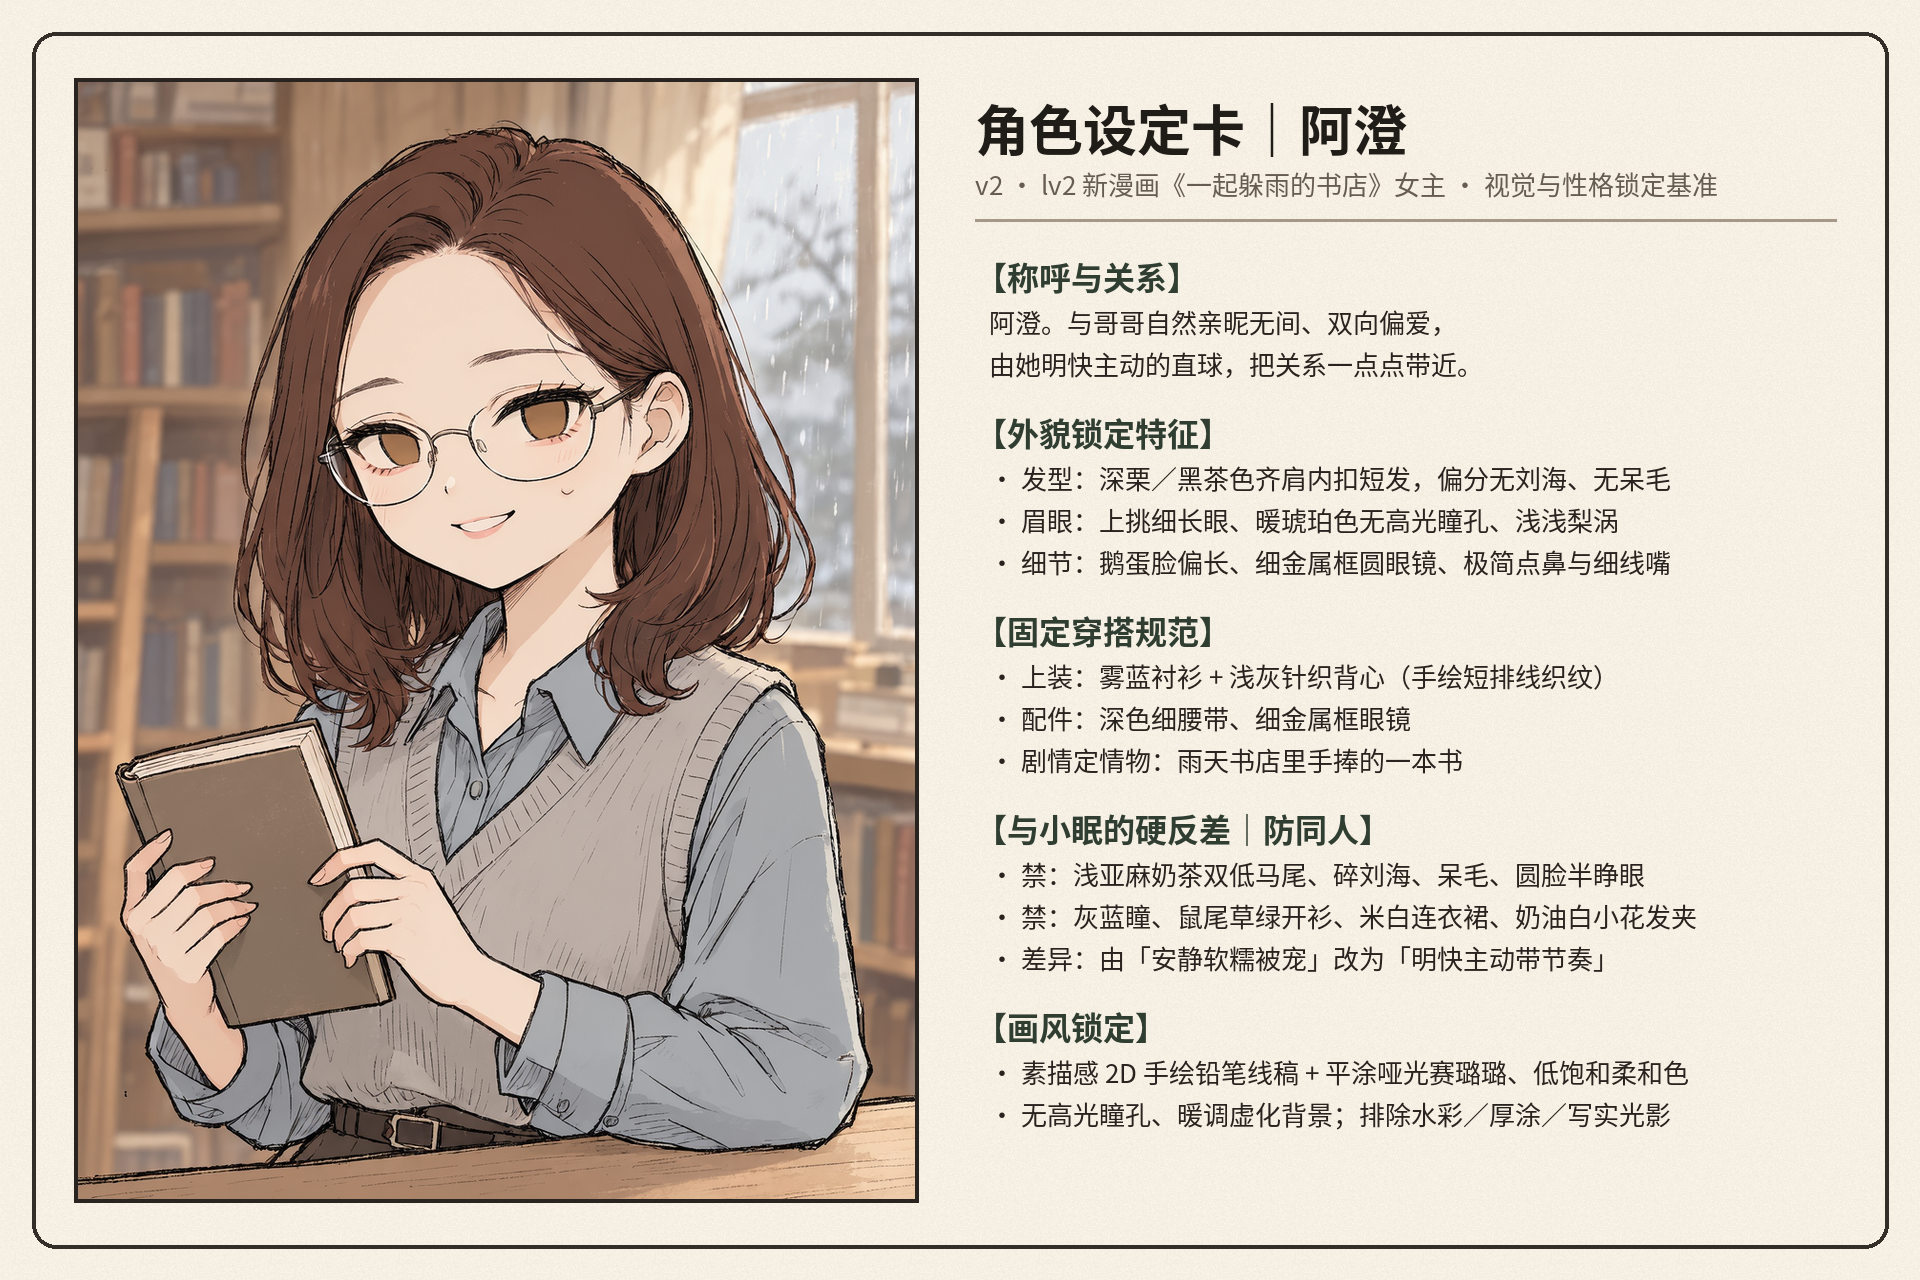 角色设定卡｜阿澄
v2 · lv2 新漫画《一起躲雨的书店》女主 · 视觉与性格锁定基准
【称呼与关系】
阿澄。与哥哥自然亲昵无间、双向偏爱，
由她明快主动的直球，把关系一点点带近。
【外貌锁定特征】
· 发型：深栗／黑茶色齐肩内扣短发，偏分无刘海、无呆毛
· 眉眼：上挑细长眼、暖琥珀色无高光瞳孔、浅浅梨涡
· 细节：鹅蛋脸偏长、细金属框圆眼镜、极简点鼻与细线嘴
【固定穿搭规范】
· 上装：雾蓝衬衫 + 浅灰针织背心（手绘短排线织纹）
· 配件：深色细腰带、细金属框眼镜
· 剧情定情物：雨天书店里手捧的一本书
【与小眠的硬反差｜防同人】
· 禁：浅亚麻奶茶双低马尾、碎刘海、呆毛、圆脸半睁眼
· 禁：灰蓝瞳、鼠尾草绿开衫、米白连衣裙、奶油白小花发夹
· 差异：由「安静软糯被宠」改为「明快主动带节奏」
【画风锁定】
· 素描感 2D 手绘铅笔线稿 + 平涂哑光赛璐璐、低饱和柔和色
· 无高光瞳孔、暖调虚化背景；排除水彩／厚涂／写实光影